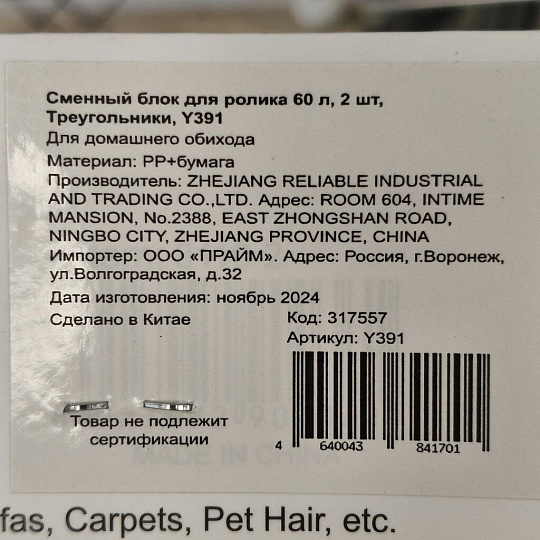 Сменный блок для ролика 60 л, 2 шт,
Треугольники, Y391
Для домашнего обихода
Материал: PP+бумага
Производитель: ZHEJIANG RELIABLE INDUSTRIAL
AND TRADING CO.,LTD. Адрес: ROOM 604, INTIME
MANSION, No.2388, EAST ZHONGSHAN ROAD,
NINGBO CITY, ZHEJIANG PROVINCE, CHINA
Импортер: ООО «ПРАЙМ». Адрес: Россия, г.Воронеж,
ул.Волгоградская, д.32
Дата изготовления: ноябрь 2024
Сделано в Китае
Код: 317557
Артикул: Y391
Товар не подлежит
сертификации
4 640043 841701
MADE IN CHINA
fas, Carpets, Pet Hair, etc.